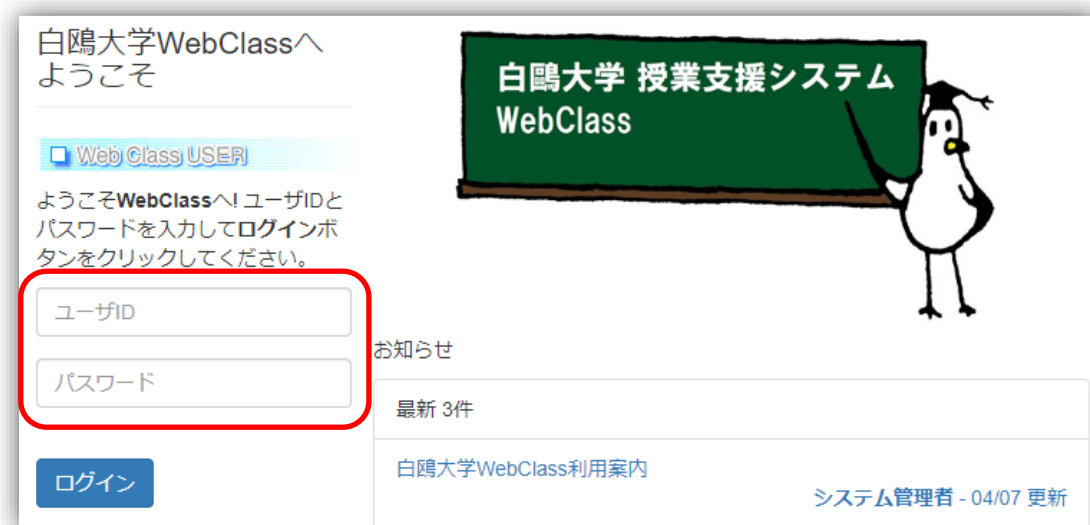 白鴎大学WebClassへ
ようこそ
Web Class USER
ようこそWebClassへ! ユーザIDと
パスワードを入力してログインボ
タンをクリックしてください。
ユーザID
パスワード
ログイン
白鷗大学 授業支援システム
WebClass
お知らせ
最新 3件
白鴎大学WebClass利用案内
システム管理者 - 04/07 更新